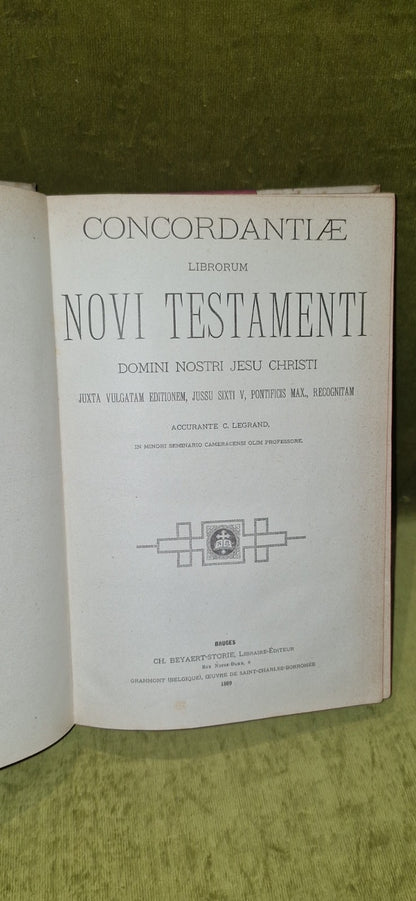 CONCORDANTIÆ
LIBRORUM
NOVI TESTAMENTI
DOMINI NOSTRI JESU CHRISTI
JUXTA VULGATAM EDITIONEM, JUSSU SIXTI V, PONTIFICIS MAX., RECOGNITAM
ACCURANTE C. LEGRAND,
IN MINORI SEMINARIO CAMERACENSI OLIM PROFESSORE.
BRUGES
CH. BEYAERT-STORIE, LIBRAIRE-ÉDITEUR
RUE NOTRE-DAME, 6
GRAMMONT (BELGIQUE), ŒUVRE DE SAINT-CHARLES-BORROMÉE
1889